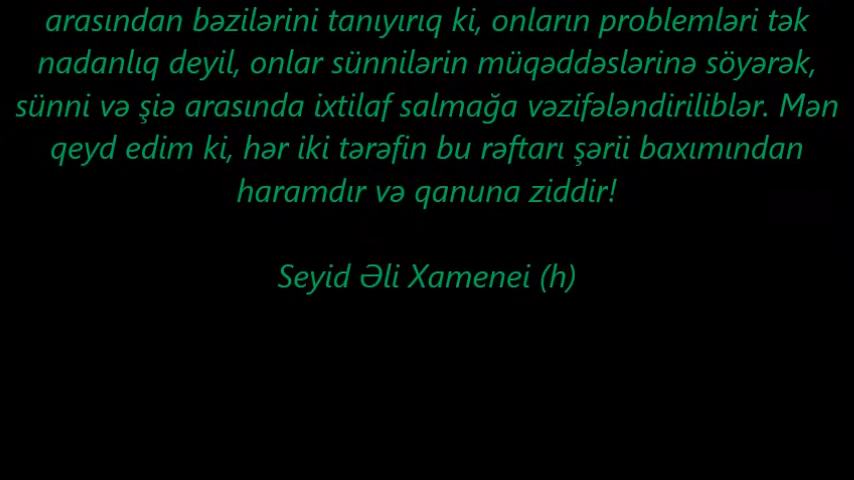 arasından bəzilərini tanıyırıq ki, onların problemləri tək
nadanlıq deyil, onlar sünnilərin müqəddəslərinə söyərək,
sünni və şiə arasında ixtilaf salmağa vəzifələndiriliblər. Mən
qeyd edim ki, hər iki tərəfin bu rəftarı şərii baxımından
haramdır və qanuna ziddir!
Seyid Əli Xamenei (h)